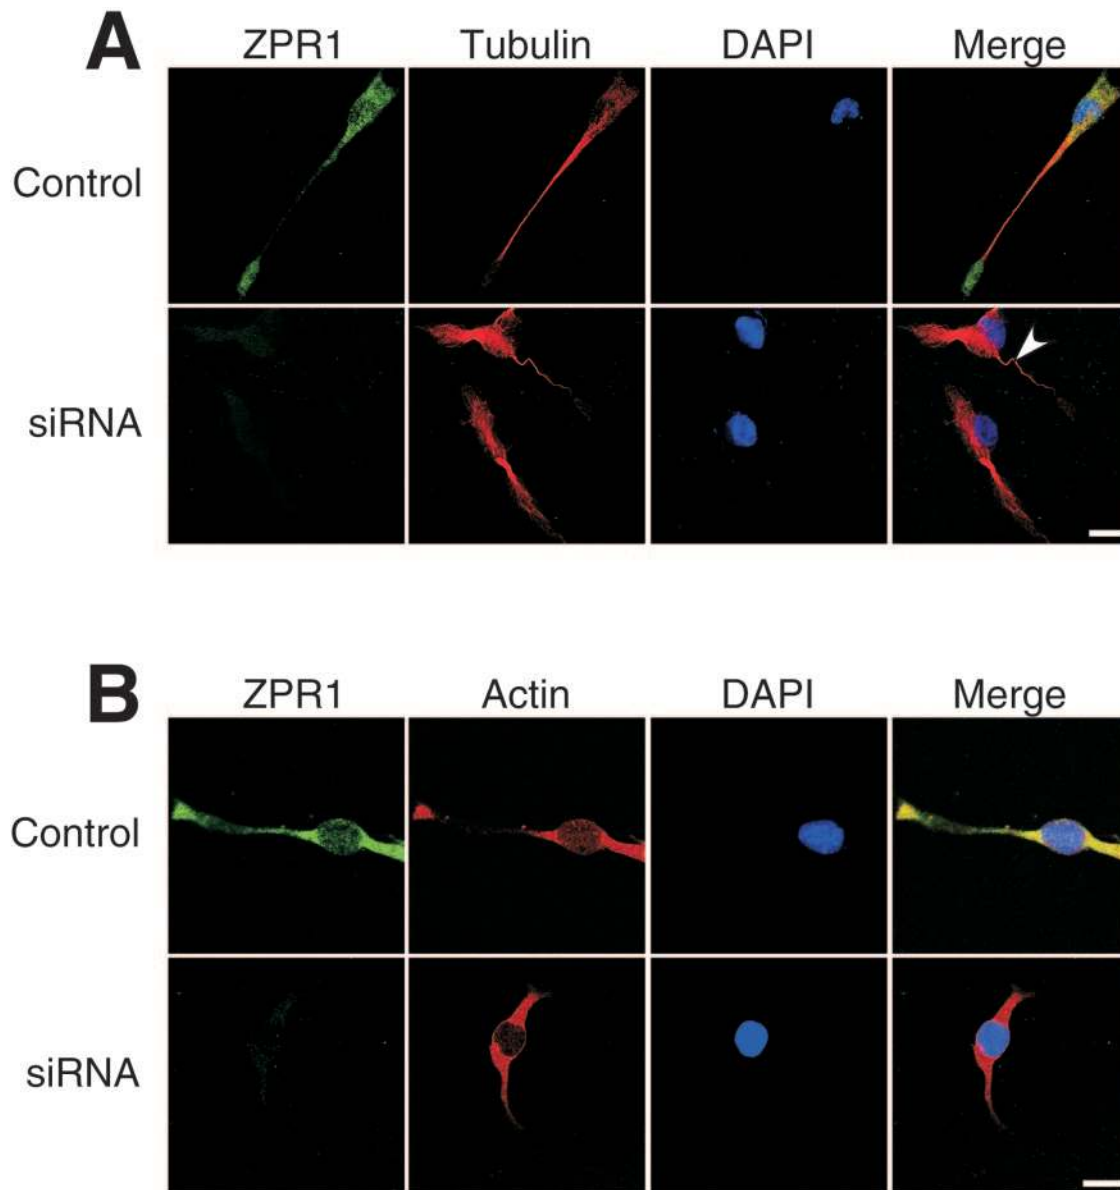 A
ZPR1 Tubulin DAPI Merge
Control
siRNA
B
ZPR1 Actin DAPI Merge
Control
siRNA